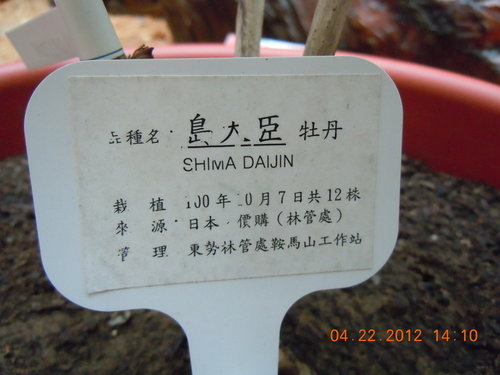 品種名：島大臣 牡丹
SHIMA DAIJIN
栽 植 100年10月7日共12株
來 源：日本．價購（林管處）
管 理 東勢林管處鞍馬山工作站
04.22.2012 14:10